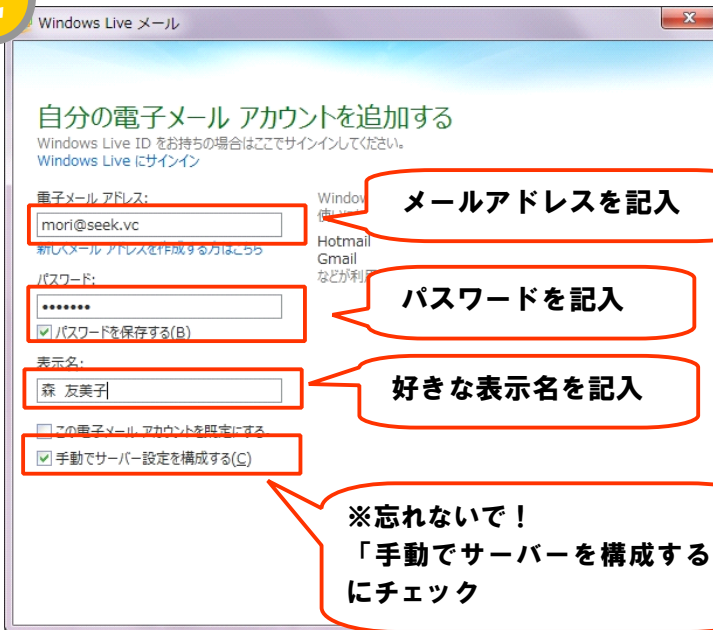 Windows Live メール
自分の電子メール アカウントを追加する
Windows Live ID をお持ちの場合はここでサインインしてください。
Windows Live にサインイン
電子メール アドレス:
mori@seek.vc
新しくメール アドレスを作成する方はこちら
パスワード:
•••••••
パスワードを保存する(B)
表示名:
森 友美子
この電子メール アカウントを既定にする
手動でサーバー設定を構成する(C)
Hotmail
Gmail
などが利
メールアドレスを記入
パスワードを記入
好きな表示名を記入
※忘れないで！
「手動でサーバーを構成する
にチェック